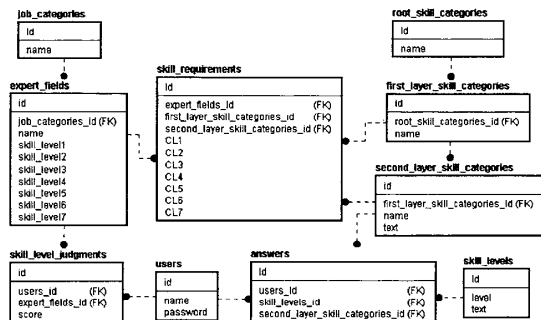 job_categories
id
name
expert_fields
id
job_categories_id (FK)
name
skill_level1
skill_level2
skill_level3
skill_level4
skill_level5
skill_level6
skill_level7
skill_requirements
id
expert_fields_id (FK)
first_layer_skill_categories_id (FK)
second_layer_skill_categories_id (FK)
CL1
CL2
CL3
CL4
CL5
CL6
CL7
root_skill_categories
id
name
first_layer_skill_categories
id
root_skill_categories_id (FK)
name
second_layer_skill_categories
id
first_layer_skill_categories_id (FK)
name
text
skill_level_judgments
id
users_id (FK)
expert_fields_id (FK)
score
users
id
name
password
answers
id
users_id (FK)
skill_levels_id (FK)
second_layer_skill_categories_id (FK)
skill_levels
id
level
text